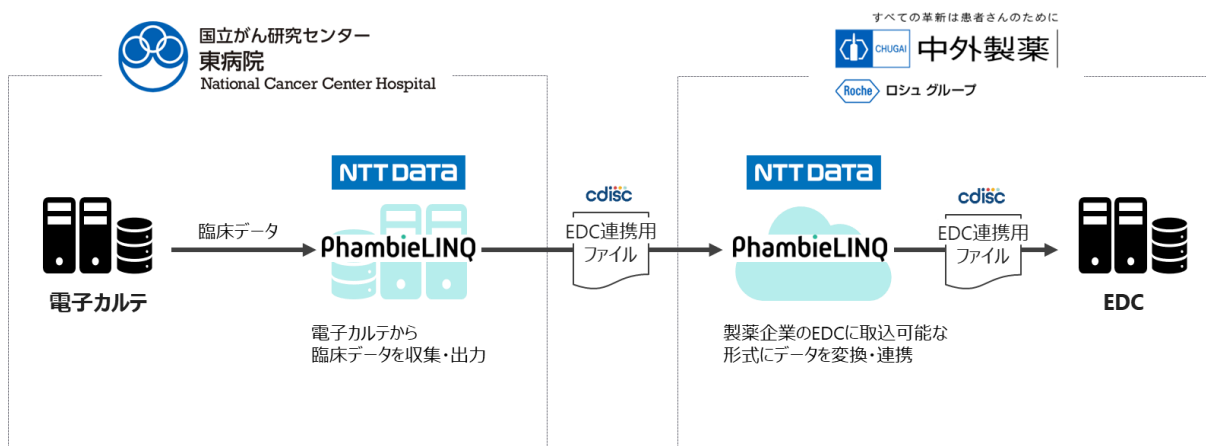 国立がん研究センター
東病院
National Cancer Center Hospital
すべての革新は患者さんのために
CHUGAI 中外製薬
Roche ロシュ グループ
NTT DATA
PhambieLINQ
臨床データ
電子カルテ
電子カルテから
臨床データを収集・出力
cdisc
EDC連携用
ファイル
NTT DATA
PhambieLINQ
製薬企業のEDCに取込可能な
形式にデータを変換・連携
cdisc
EDC連携用
ファイル
EDC